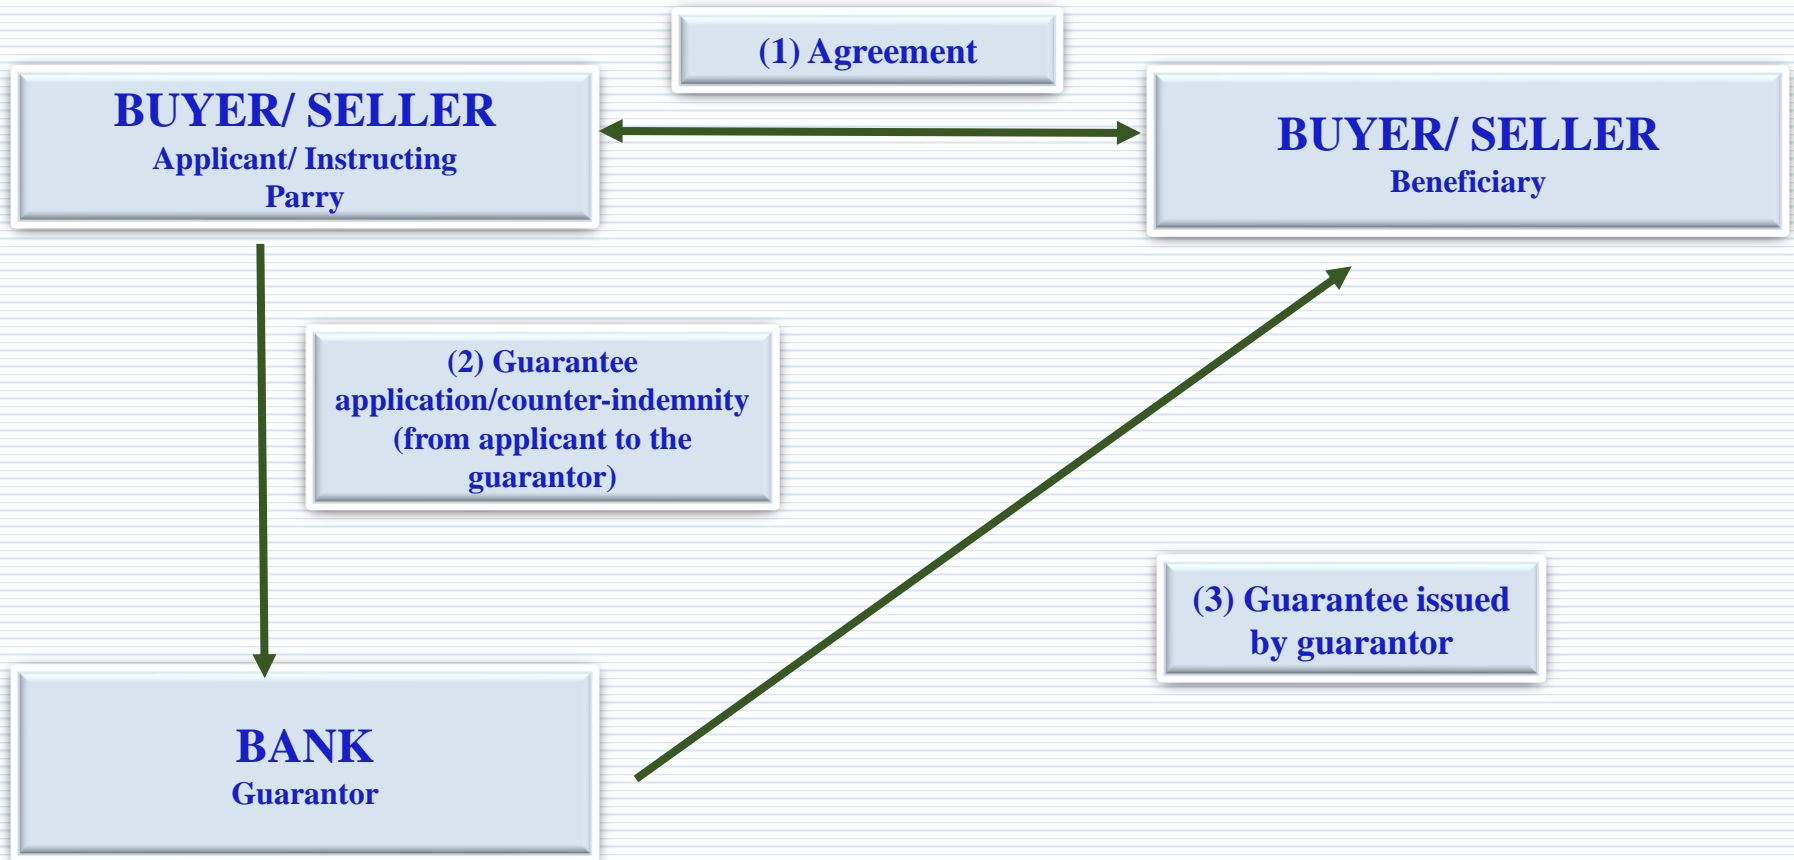 (1) Agreement
BUYER/ SELLER
Applicant/ Instructing
Parry
BUYER/ SELLER
Beneficiary
(2) Guarantee
application/counter-indemnity
(from applicant to the
guarantor)
(3) Guarantee issued
by guarantor
BANK
Guarantor